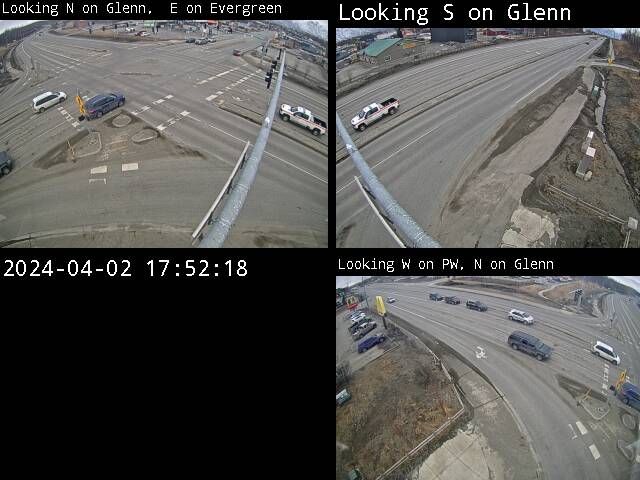 Looking N on Glenn, E on Evergreen
Looking S on Glenn
2024-04-02 17:52:18
Looking W on PW, N on Glenn